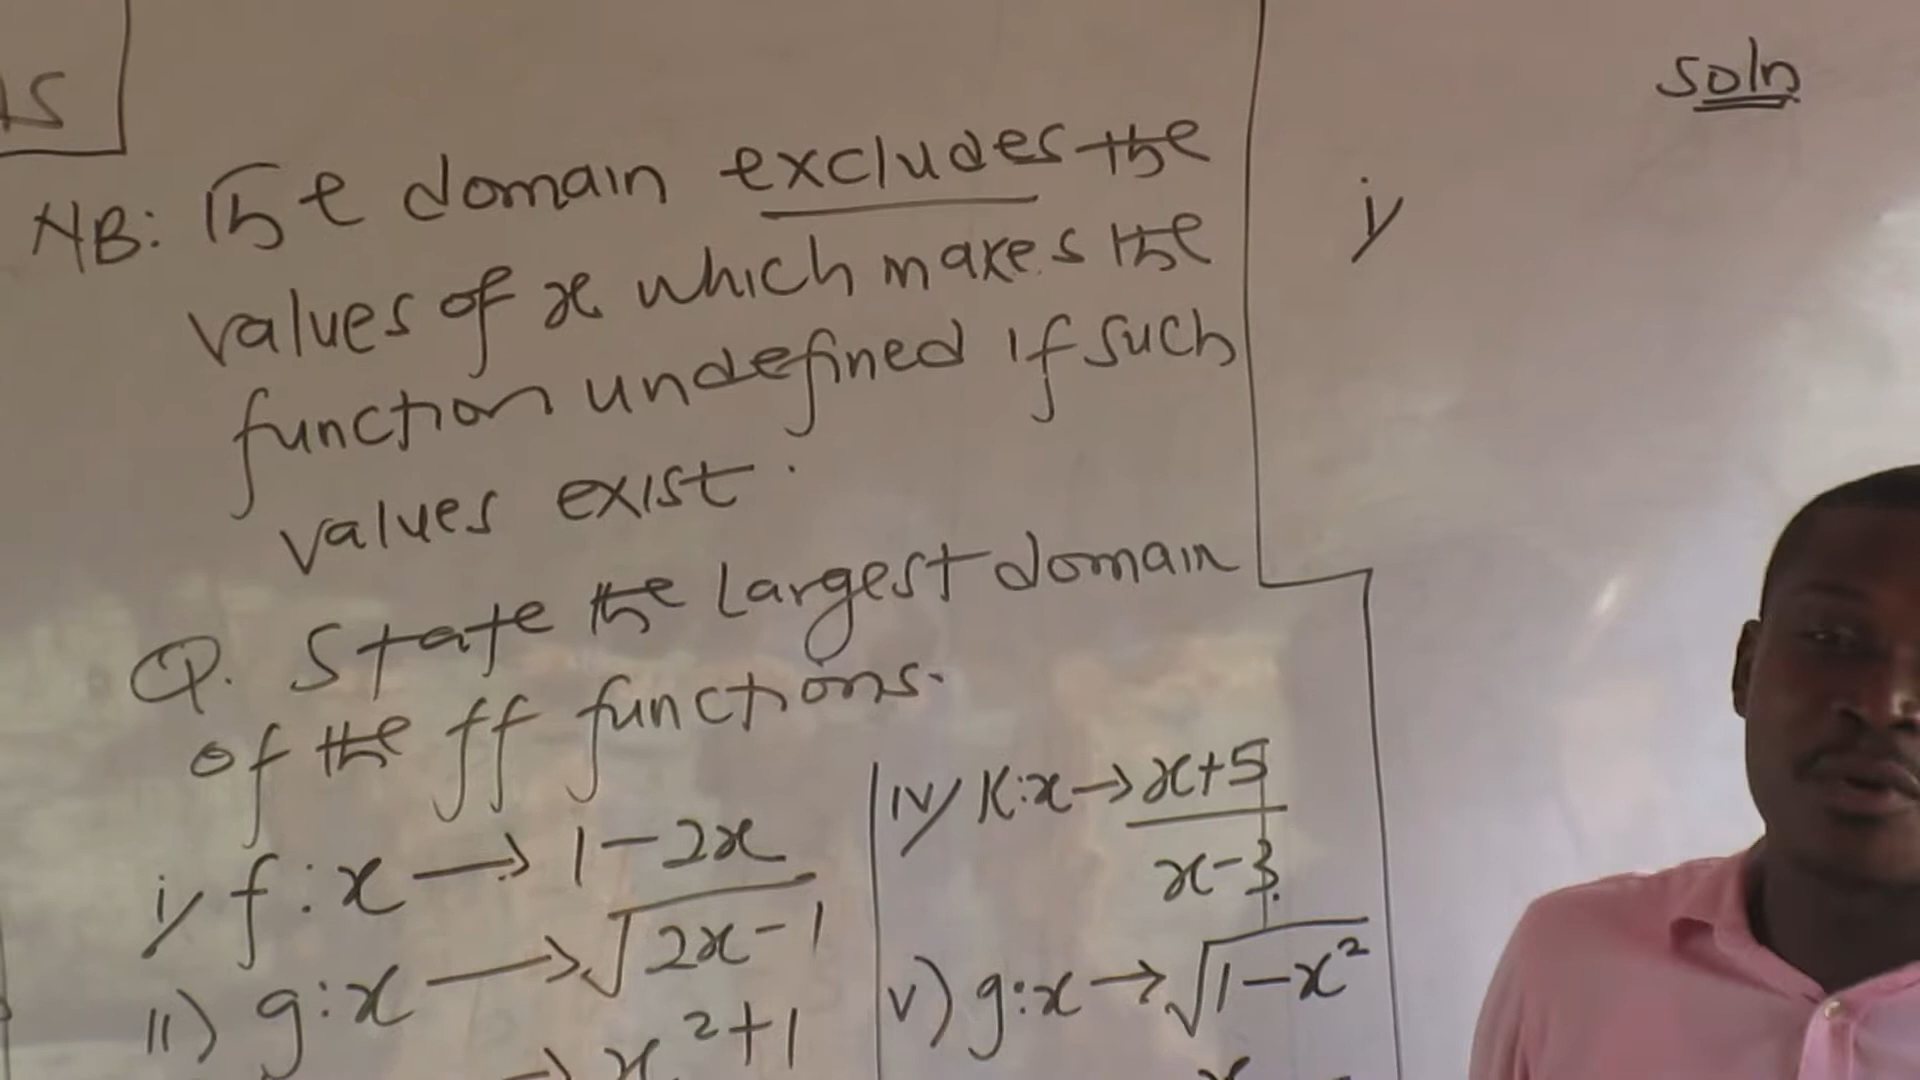 NB: The domain excludes the
values of x which makes the
function undefined if such
values exist.
Q. State the largest domain
of the ff functions.
i/ f:x → 1-2x
ii) g:x → √2x-1
→ x²+1
iv/ K:x → x+5
x-3
v) g:x → √1-x²
x
soln
i/